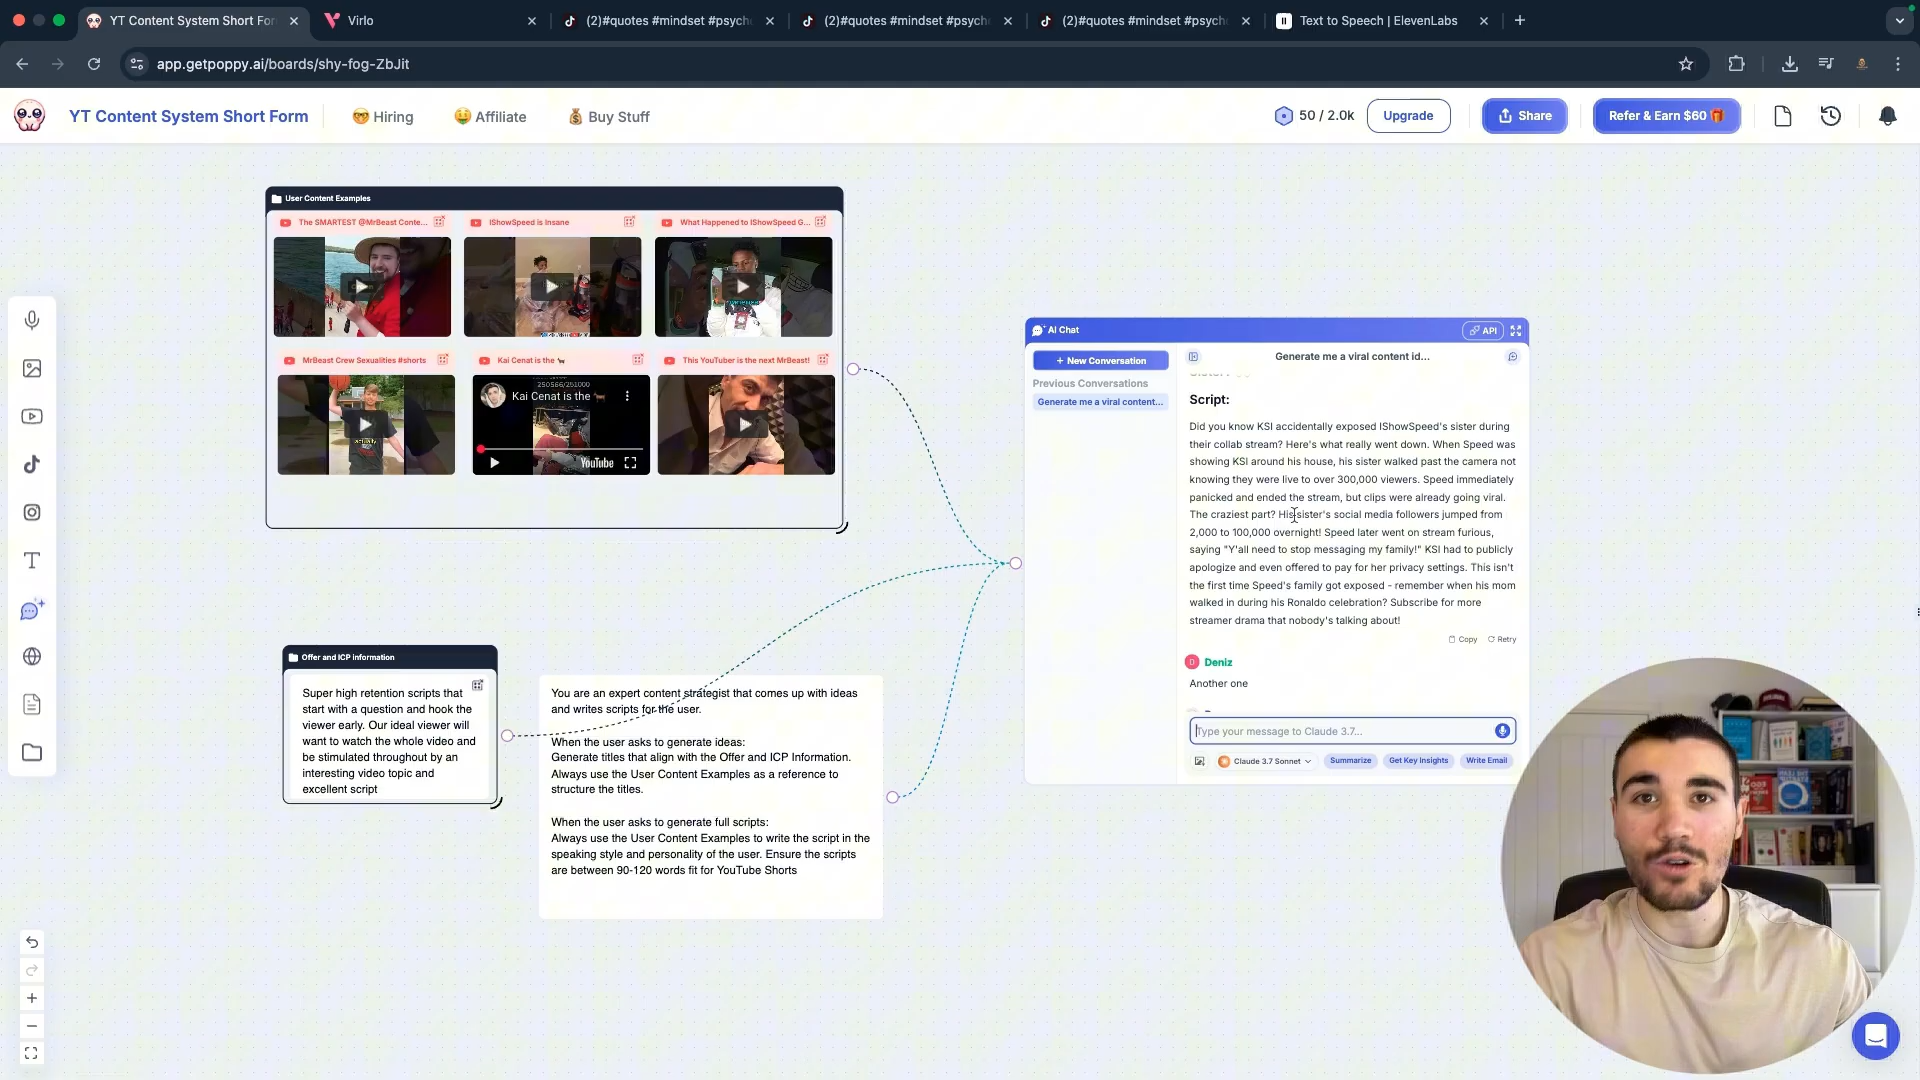 YT Content System Short For
Virlo
(2)#quotes #mindset #psych
(2)#quotes #mindset #psych
(2)#quotes #mindset #psych
Text to Speech | ElevenLabs
app.getpoppy.ai/boards/shy-fog-ZbJit
YT Content System Short Form
🤓 Hiring
🤑 Affiliate
💰 Buy Stuff
50 / 2.0k
Upgrade
Share
Refer & Earn $60 🎁
User Content Examples
The SMARTEST @MrBeast Conte...
IShowSpeed is Insane
What Happened to IShowSpeed G...
MrBeast Crew Sexualities #shorts
Kai Cenat is the 🐐
This YouTuber is the next MrBeast!
actually
250566/251000
Kai Cenat is the 🐐
YouTube
Offer and ICP information
Super high retention scripts that
start with a question and hook the
viewer early. Our ideal viewer will
want to watch the whole video and
be stimulated throughout by an
interesting video topic and
excellent script
You are an expert content strategist that comes up with ideas
and writes scripts for the user.
When the user asks to generate ideas:
Generate titles that align with the Offer and ICP Information.
Always use the User Content Examples as a reference to
structure the titles.
When the user asks to generate full scripts:
Always use the User Content Examples to write the script in the
speaking style and personality of the user. Ensure the scripts
are between 90-120 words fit for YouTube Shorts
AI Chat
API
+ New Conversation
Previous Conversations
Generate me a viral content...
Generate me a viral content id...
Script:
Did you know KSI accidentally exposed IShowSpeed's sister during
their collab stream? Here's what really went down. When Speed was
showing KSI around his house, his sister walked past the camera not
knowing they were live to over 300,000 viewers. Speed immediately
panicked and ended the stream, but clips were already going viral.
The craziest part? His sister's social media followers jumped from
2,000 to 100,000 overnight! Speed later went on stream furious,
saying "Y'all need to stop messaging my family!" KSI had to publicly
apologize and even offered to pay for her privacy settings. This isn't
the first time Speed's family got exposed - remember when his mom
walked in during his Ronaldo celebration? Subscribe for more
streamer drama that nobody's talking about!
Copy
Retry
D
Deniz
Another one
Type your message to Claude 3.7...
Claude 3.7 Sonnet
Summarize
Get Key Insights
Write Email